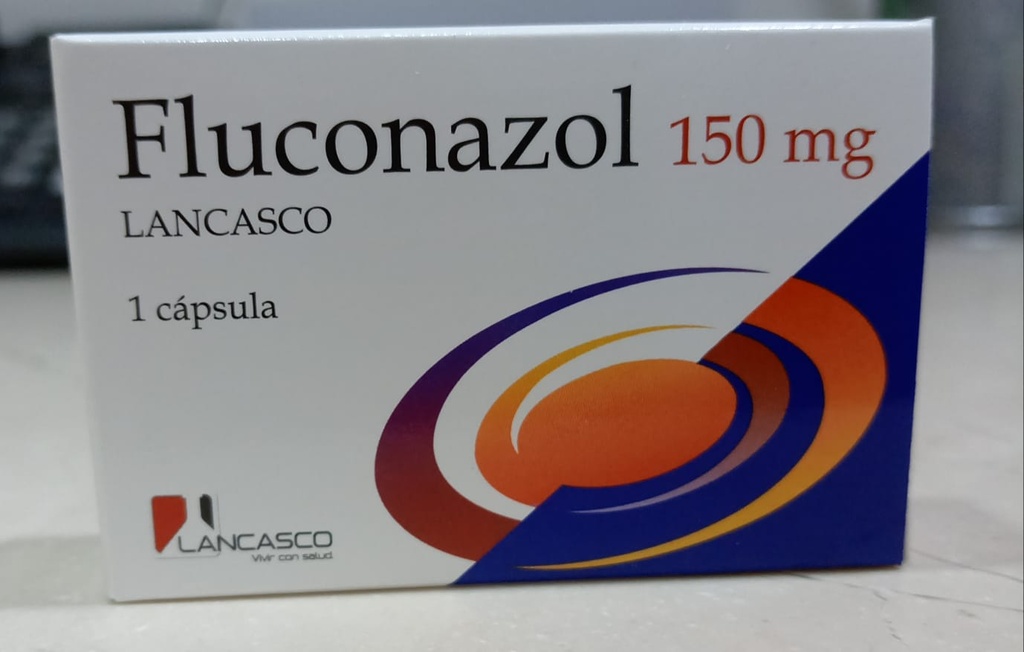 Fluconazol 150 mg
LANCASCO
1 cápsula
LANCASCO
Vivir con salud